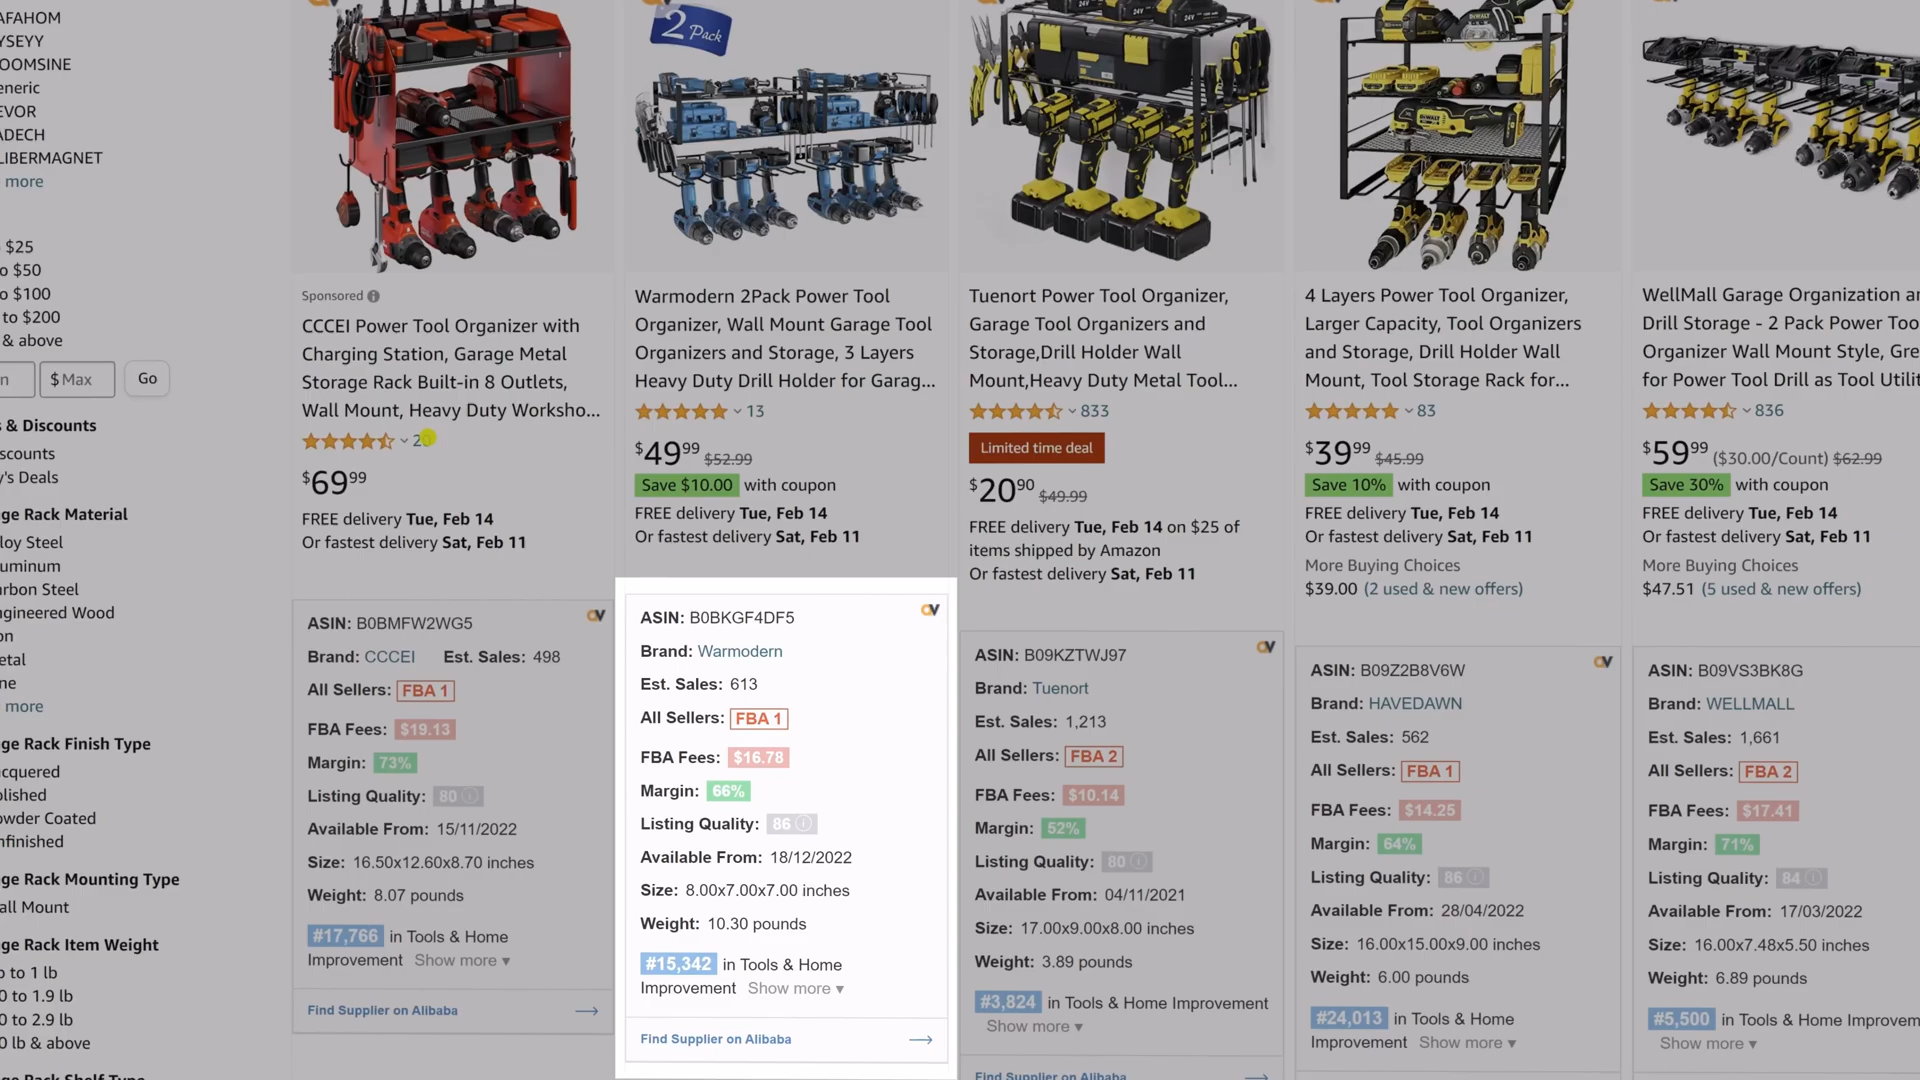 AFAHOM
YSEYY
OOMSINE
eneric
EVOR
ADECH
LIBERMAGNET
more
$25
o $50
o $100
to $200
& above
n
$ Max
Go
s & Discounts
scounts
y's Deals
ge Rack Material
loy Steel
uminum
arbon Steel
ngineered Wood
on
etal
ne
more
ge Rack Finish Type
cquered
olished
owder Coated
nfinished
ge Rack Mounting Type
all Mount
ge Rack Item Weight
p to 1 lb
0 to 1.9 lb
0 to 2.9 lb
0 lb & above
ge Rack Shelf Type
Sponsored
CCCEI Power Tool Organizer with
Charging Station, Garage Metal
Storage Rack Built-in 8 Outlets,
Wall Mount, Heavy Duty Worksho...
$69.99
FREE delivery Tue, Feb 14
Or fastest delivery Sat, Feb 11
ASIN: B0BMFW2WG5
Brand: CCCEI Est. Sales: 498
All Sellers: FBA 1
FBA Fees: $19.13
Margin: 73%
Listing Quality: 80
Available From: 15/11/2022
Size: 16.50x12.60x8.70 inches
Weight: 8.07 pounds
#17,766 in Tools & Home
Improvement Show more
Find Supplier on Alibaba
2 Pack
Warmodern 2Pack Power Tool
Organizer, Wall Mount Garage Tool
Organizers and Storage, 3 Layers
Heavy Duty Drill Holder for Garag...
13
$49.99 $52.99
Save $10.00 with coupon
FREE delivery Tue, Feb 14
Or fastest delivery Sat, Feb 11
ASIN: B0BKGF4DF5
Brand: Warmodern
Est. Sales: 613
All Sellers: FBA 1
FBA Fees: $16.78
Margin: 66%
Listing Quality: 86
Available From: 18/12/2022
Size: 8.00x7.00x7.00 inches
Weight: 10.30 pounds
#15,342 in Tools & Home
Improvement Show more
Find Supplier on Alibaba
24V
24V
Tuenort Power Tool Organizer,
Garage Tool Organizers and
Storage,Drill Holder Wall
Mount,Heavy Duty Metal Tool...
833
Limited time deal
$20.90 $49.99
FREE delivery Tue, Feb 14 on $25 of
items shipped by Amazon
Or fastest delivery Sat, Feb 11
ASIN: B09KZTWJ97
Brand: Tuenort
Est. Sales: 1,213
All Sellers: FBA 2
FBA Fees: $10.14
Margin: 52%
Listing Quality: 80
Available From: 04/11/2021
Size: 17.00x9.00x8.00 inches
Weight: 3.89 pounds
#3,824 in Tools & Home Improvement
Show more
Find Supplier on Alibaba
DEWALT
DEWALT
4 Layers Power Tool Organizer,
Larger Capacity, Tool Organizers
and Storage, Drill Holder Wall
Mount, Tool Storage Rack for...
83
$39.99 $45.99
Save 10% with coupon
FREE delivery Tue, Feb 14
Or fastest delivery Sat, Feb 11
More Buying Choices
$39.00 (2 used & new offers)
ASIN: B09Z2B8V6W
Brand: HAVEDAWN
Est. Sales: 562
All Sellers: FBA 1
FBA Fees: $14.25
Margin: 64%
Listing Quality: 86
Available From: 28/04/2022
Size: 16.00x15.00x9.00 inches
Weight: 6.00 pounds
#24,013 in Tools & Home
Improvement Show more
WellMall Garage Organization an
Drill Storage - 2 Pack Power Too
Organizer Wall Mount Style, Gre
for Power Tool Drill as Tool Utilit
836
$59.99 ($30.00/Count) $62.99
Save 30% with coupon
FREE delivery Tue, Feb 14
Or fastest delivery Sat, Feb 11
More Buying Choices
$47.51 (5 used & new offers)
ASIN: B09VS3BK8G
Brand: WELLMALL
Est. Sales: 1,661
All Sellers: FBA 2
FBA Fees: $17.41
Margin: 71%
Listing Quality: 84
Available From: 17/03/2022
Size: 16.00x7.48x5.50 inches
Weight: 6.89 pounds
#5,500 in Tools & Home Improvem
Show more